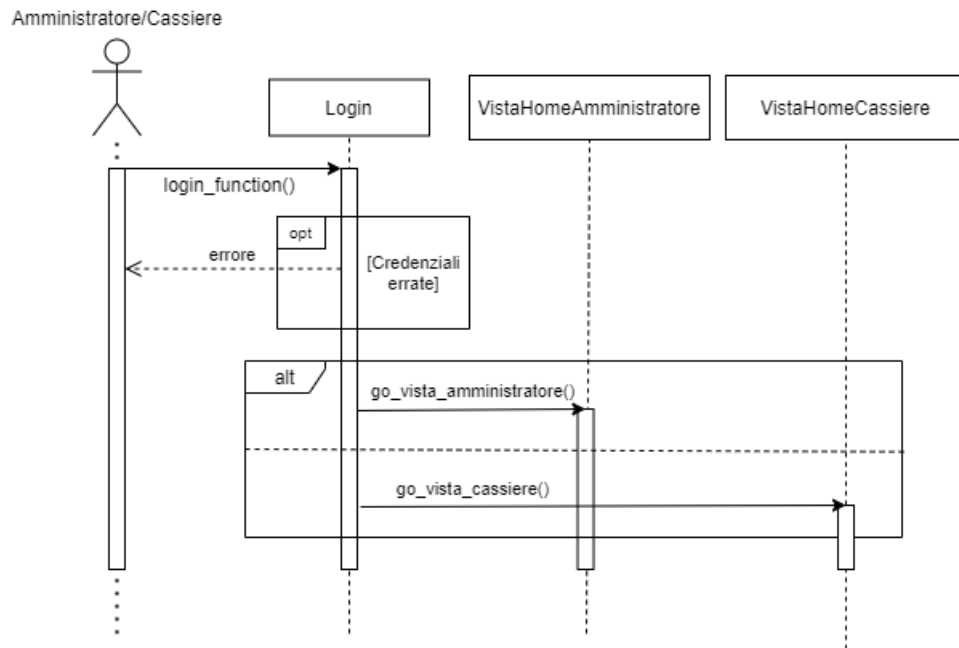 Amministratore/Cassiere
Login
VistaHomeAmministratore
VistaHomeCassiere
login_function()
opt
errore
[Credenziali
errate]
alt
go_vista_amministratore()
go_vista_cassiere()